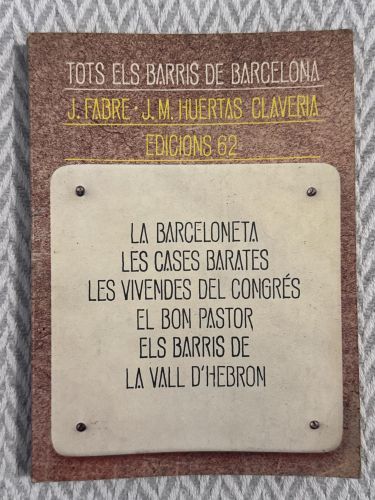 TOTS ELS BARRIS DE BARCELONA
J. FABRE · J. M. HUERTAS CLAVERIA
EDICIONS 62
LA BARCELONETA
LES CASES BARATES
LES VIVENDES DEL CONGRÉS
EL BON PASTOR
ELS BARRIS DE
LA VALL D'HEBRON